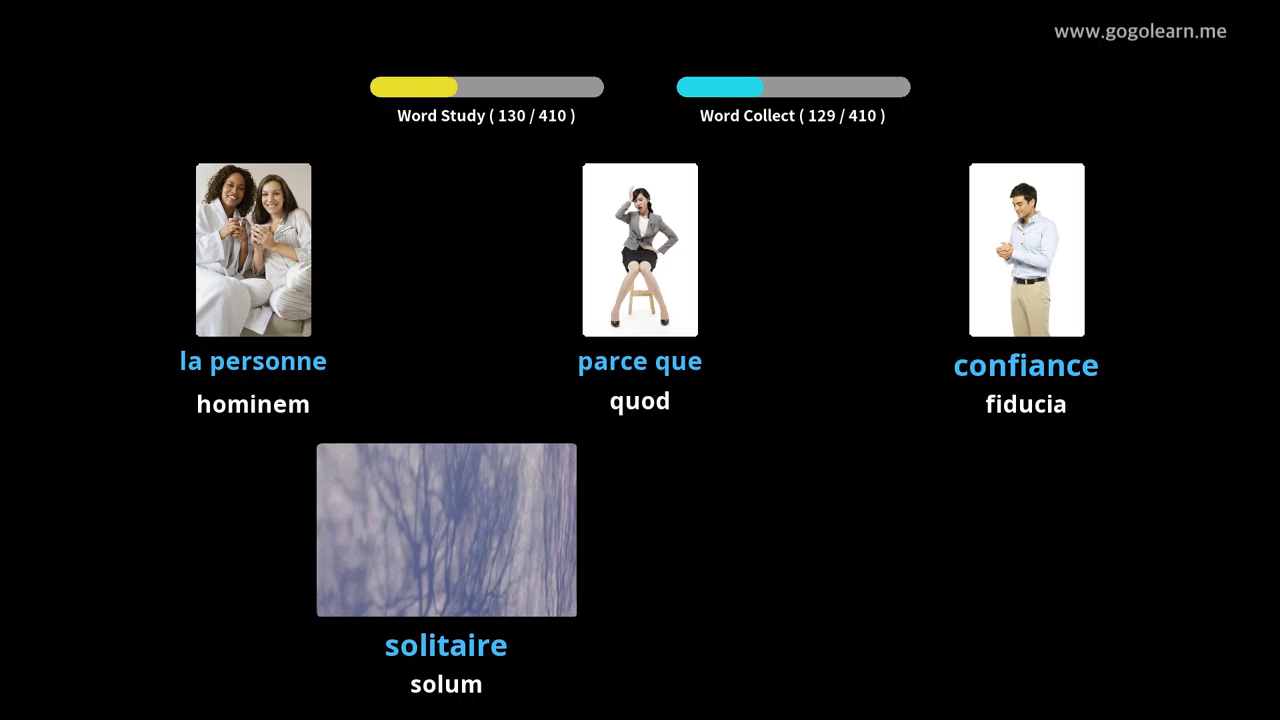 www.gogolearn.me
Word Study ( 130 / 410 )
Word Collect ( 129 / 410 )
la personne
hominem
parce que
quod
confiance
fiducia
solitaire
solum